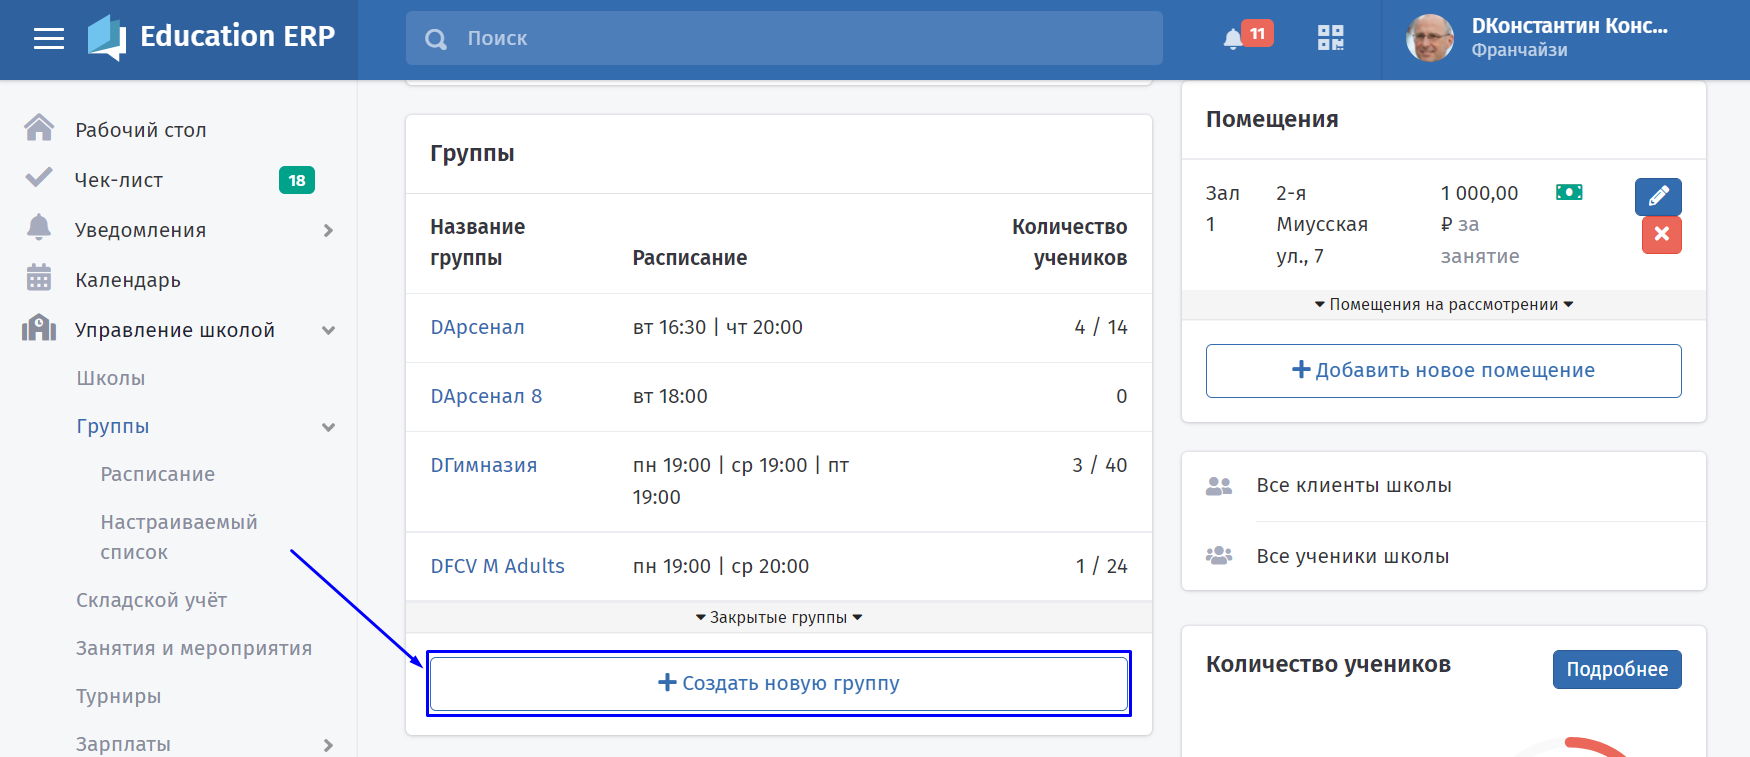 Education ERP
Поиск
11
DКонстантин Конс...
Франчайзи
Рабочий стол
Чек-лист
18
Уведомления
Календарь
Управление школой
Школы
Группы
Расписание
Настраиваемый
список
Складской учёт
Занятия и мероприятия
Турниры
Зарплаты
Группы
Название
группы
Расписание
Количество
учеников
DАрсенал
вт 16:30 | чт 20:00
4 / 14
DАрсенал 8
вт 18:00
0
DГимназия
пн 19:00 | ср 19:00 | пт
19:00
3 / 40
DFCV M Adults
пн 19:00 | ср 20:00
1 / 24
Закрытые группы
Создать новую группу
Помещения
Зал
1
2-я
Миусская
ул., 7
1 000,00
₽ за
занятие
Помещения на рассмотрении
Добавить новое помещение
Все клиенты школы
Все ученики школы
Количество учеников
Подробнее